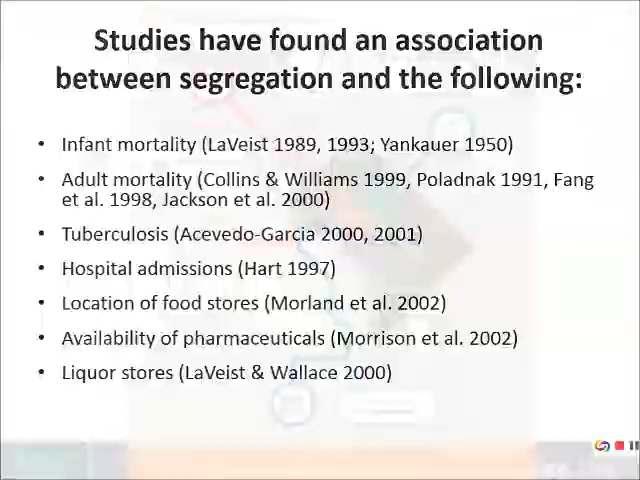 Studies have found an association
between segregation and the following:
• Infant mortality (LaVeist 1989, 1993; Yankauer 1950)
• Adult mortality (Collins & Williams 1999, Poladnak 1991, Fang
et al. 1998, Jackson et al. 2000)
• Tuberculosis (Acevedo-Garcia 2000, 2001)
• Hospital admissions (Hart 1997)
• Location of food stores (Morland et al. 2002)
• Availability of pharmaceuticals (Morrison et al. 2002)
• Liquor stores (LaVeist & Wallace 2000)